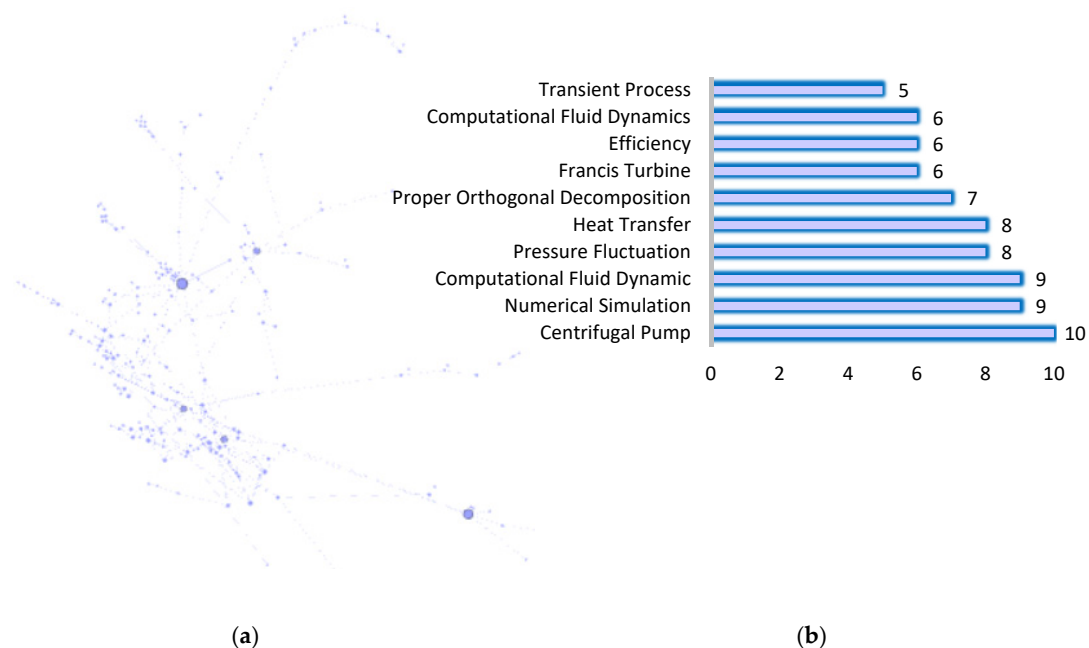 Transient Process 5
Computational Fluid Dynamics 6
Efficiency 6
Francis Turbine 6
Proper Orthogonal Decomposition 7
Heat Transfer 8
Pressure Fluctuation 8
Computational Fluid Dynamic 9
Numerical Simulation 9
Centrifugal Pump 10
0 2 4 6 8 10
(a) (b)